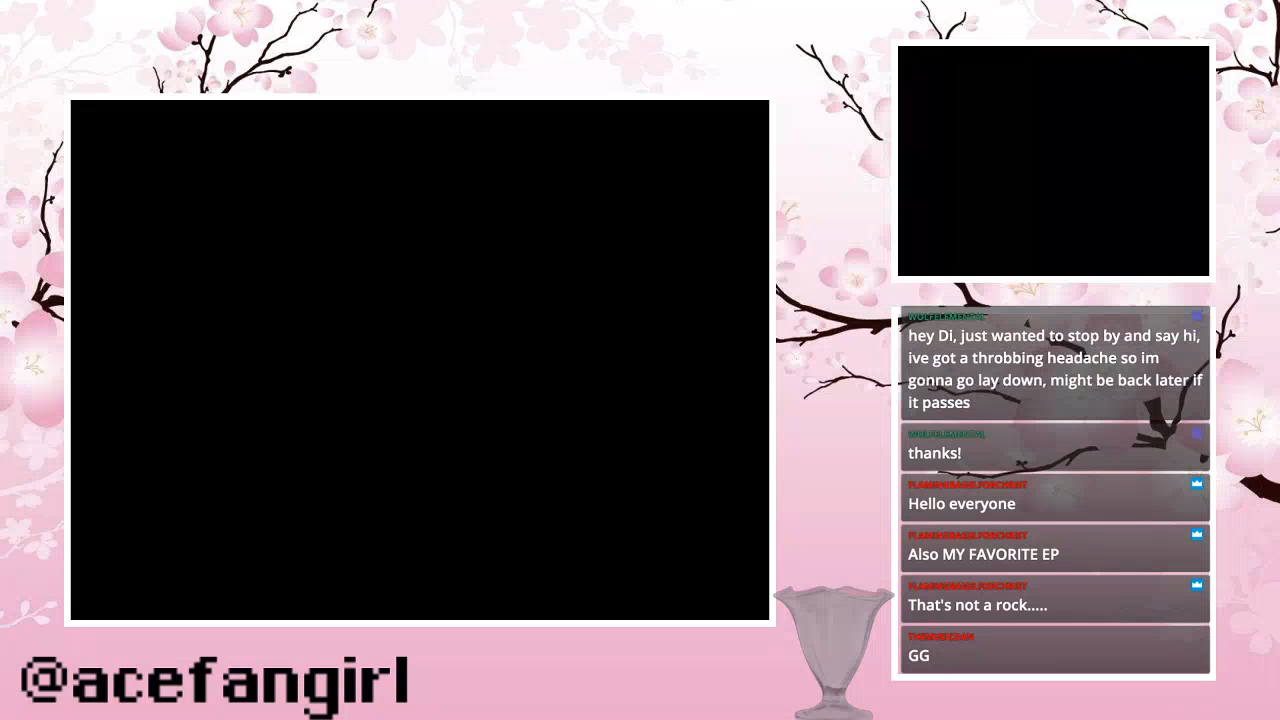 WOLFELEMENTAL
hey Di, just wanted to stop by and say hi,
ive got a throbbing headache so im
gonna go lay down, might be back later if
it passes
WOLFELEMENTAL
thanks!
Hello everyone
Also MY FAVORITE EP
That's not a rock.....
GG
@acefangirl